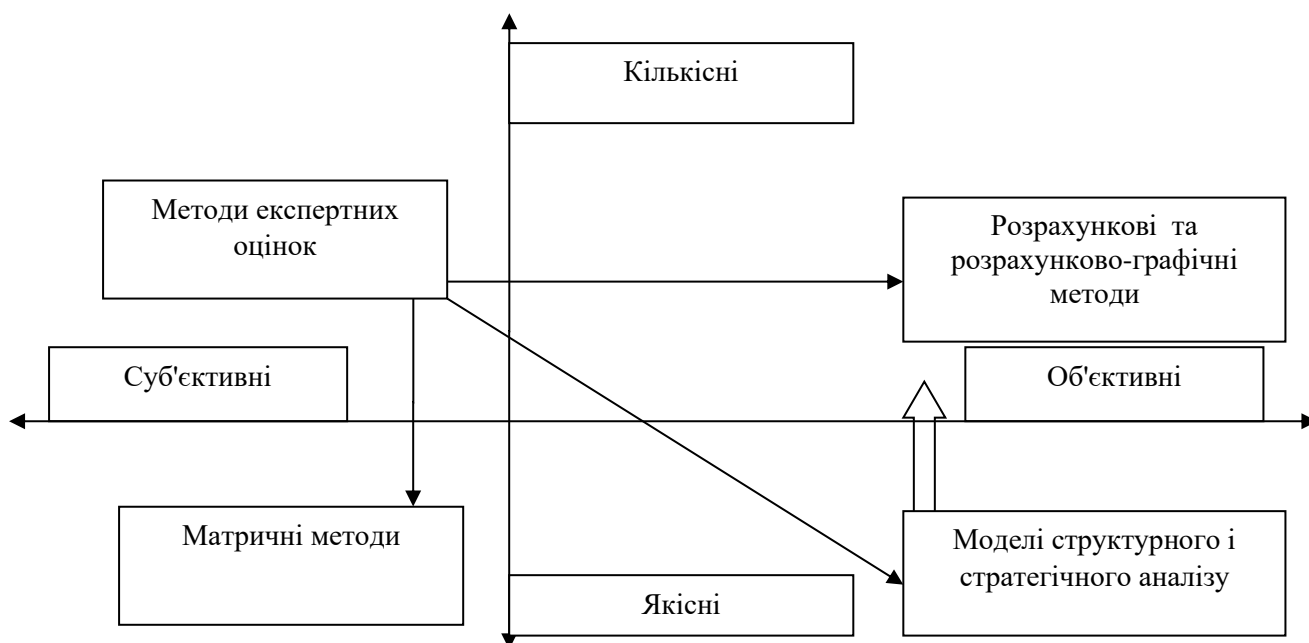 Кількісні
Методи експертних
оцінок
Розрахункові та
розрахунково-графічні
методи
Суб'єктивні
Об'єктивні
Матричні методи
Моделі структурного і
стратегічного аналізу
Якісні